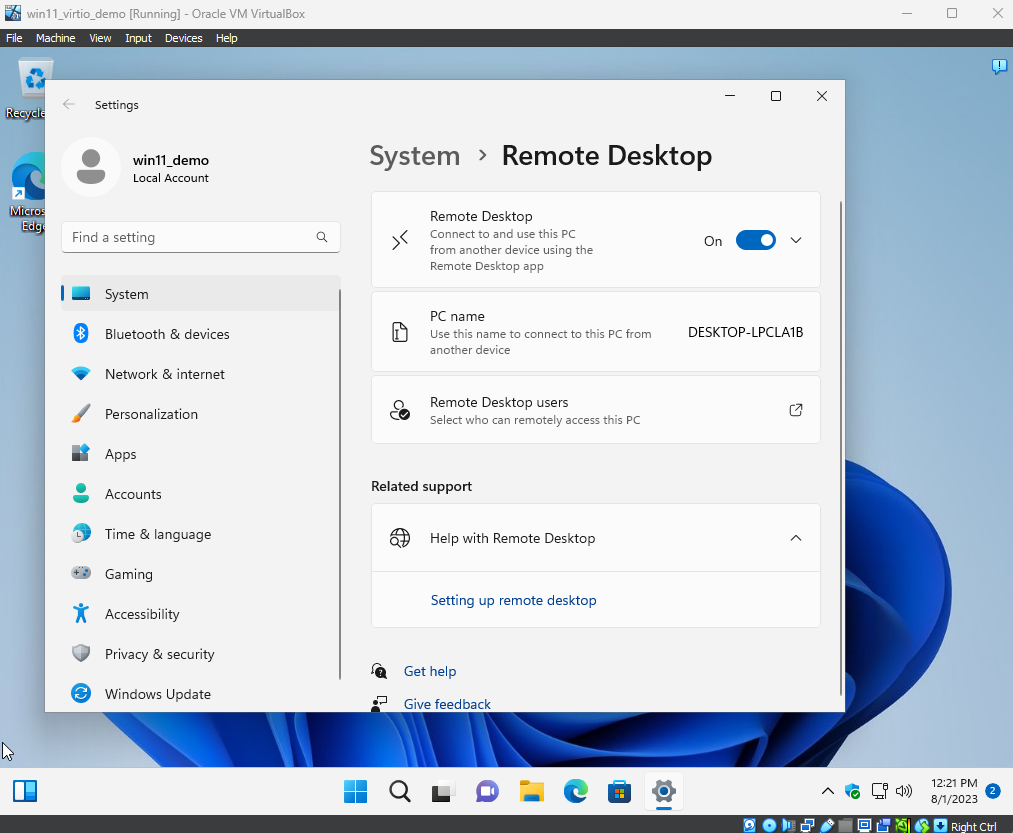 win11_virtio_demo [Running] - Oracle VM VirtualBox
File Machine View Input Devices Help
Recycle
Settings
win11_demo
Local Account
System > Remote Desktop
Find a setting
Micros
Edge
System
Bluetooth & devices
Network & internet
Personalization
Apps
Accounts
Time & language
Gaming
Accessibility
Privacy & security
Windows Update
Remote Desktop
Connect to and use this PC
from another device using the
Remote Desktop app
On
PC name
Use this name to connect to this PC from
another device
DESKTOP-LPCLA1B
Remote Desktop users
Select who can remotely access this PC
Related support
Help with Remote Desktop
Setting up remote desktop
Get help
Give feedback
12:21 PM
8/1/2023
2
Right Ctrl